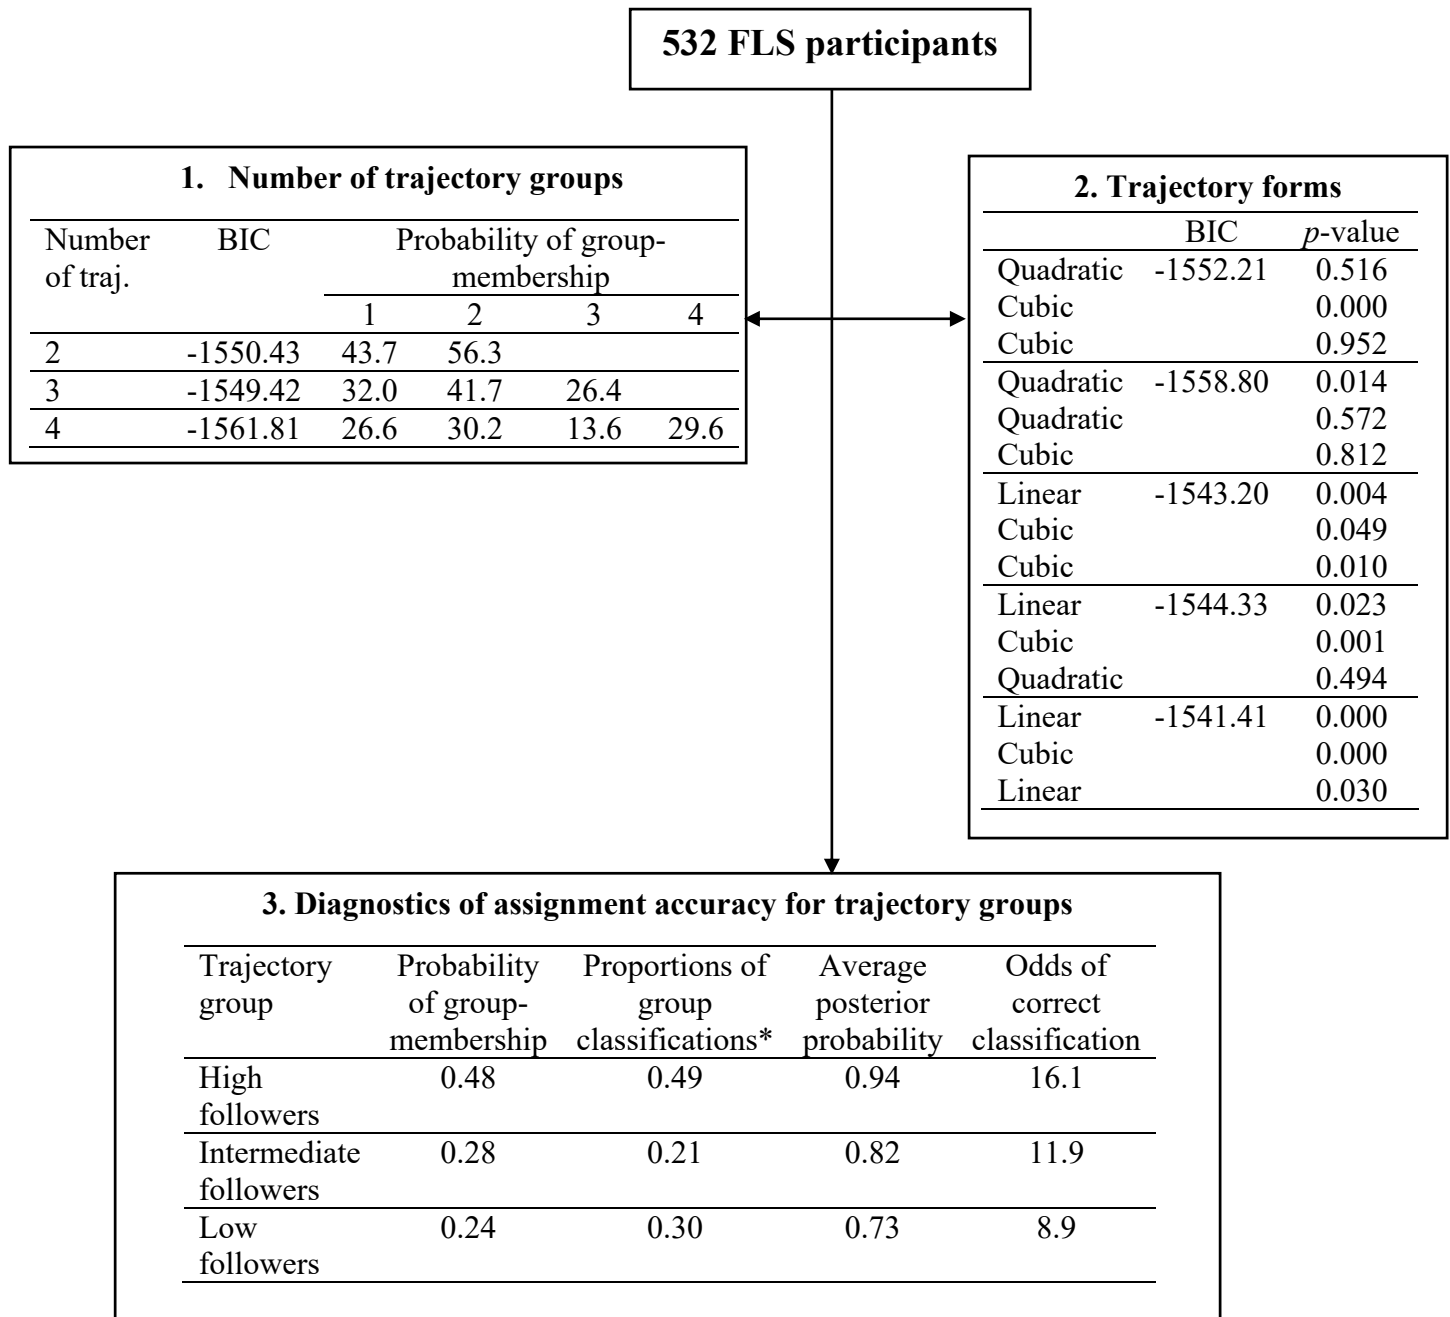 532 FLS participants
1. Number of trajectory groups
Number BIC Probability of group-
of traj. membership
1 2 3 4
2 -1550.43 43.7 56.3
3 -1549.42 32.0 41.7 26.4
4 -1561.81 26.6 30.2 13.6 29.6
2. Trajectory forms
BIC p-value
Quadratic -1552.21 0.516
Cubic 0.000
Cubic 0.952
Quadratic -1558.80 0.014
Quadratic 0.572
Cubic 0.812
Linear -1543.20 0.004
Cubic 0.049
Cubic 0.010
Linear -1544.33 0.023
Cubic 0.001
Quadratic 0.494
Linear -1541.41 0.000
Cubic 0.000
Linear 0.030
3. Diagnostics of assignment accuracy for trajectory groups
Trajectory Probability Proportions of Average Odds of
group of group- group posterior correct
membership classifications* probability classification
High 0.48 0.49 0.94 16.1
followers
Intermediate 0.28 0.21 0.82 11.9
followers
Low 0.24 0.30 0.73 8.9
followers